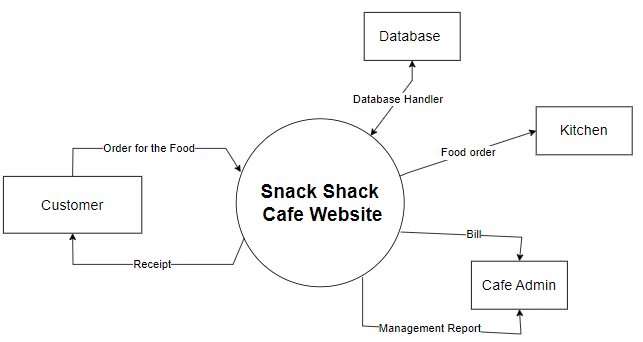 Database
Database Handler
Kitchen
Food order
Order for the Food
Snack Shack
Cafe Website
Customer
Bill
Receipt
Cafe Admin
Management Report